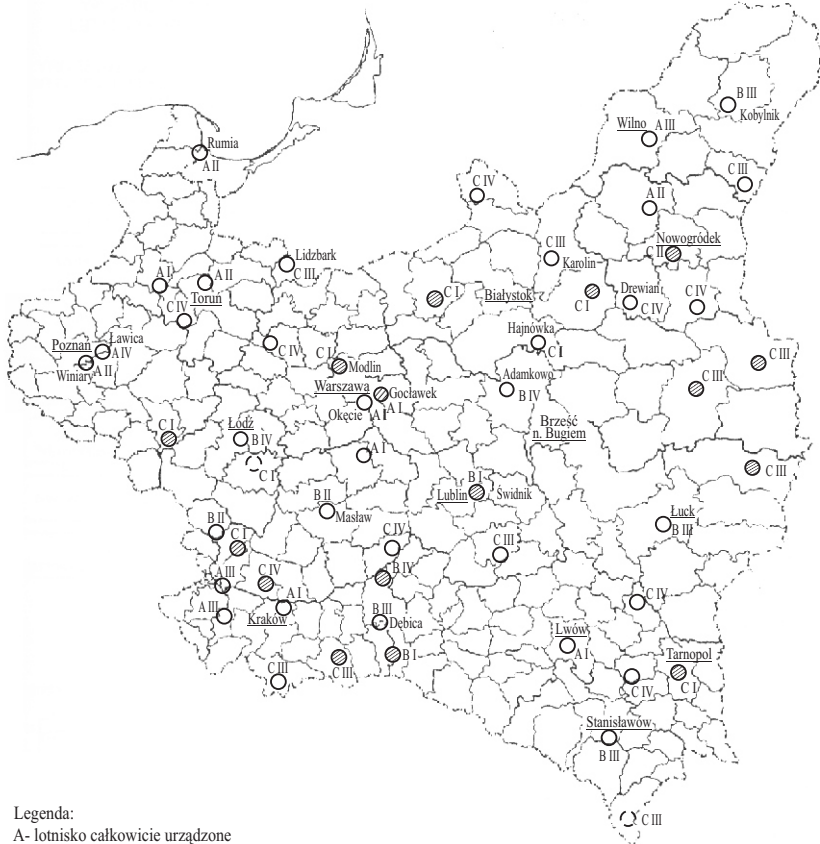 B III
Kobylnik
Wilno A III
Rumia
A II
C III
C IV
A II
Nowogródek
C II
C III
Karolin
Lidzbark
C III
A I
A II
Toruń
C IV
C I
Białystok
C I
Drewian
C IV
C IV
Hajnówka
C I
Poznań
Ławica
A IV
Winiary
A II
C IV
C I
Modlin
C III
C III
Warszawa
Gocławek
A I
Okęcie
A I
Adamkowo
B IV
Brześć
n. Bugiem
C I
Łódź
B IV
C I
A I
C III
B I
Lublin
Świdnik
B II
Masław
Łuck
B III
B II
C I
C IV
C III
A III
C IV
B IV
A I
Kraków
A III
B III
Dębica
C IV
Lwów
A I
Tarnopol
C I
C III
C III
B I
C IV
Stanisławów
B III
C III
Legenda:
A- lotnisko całkowicie urządzone